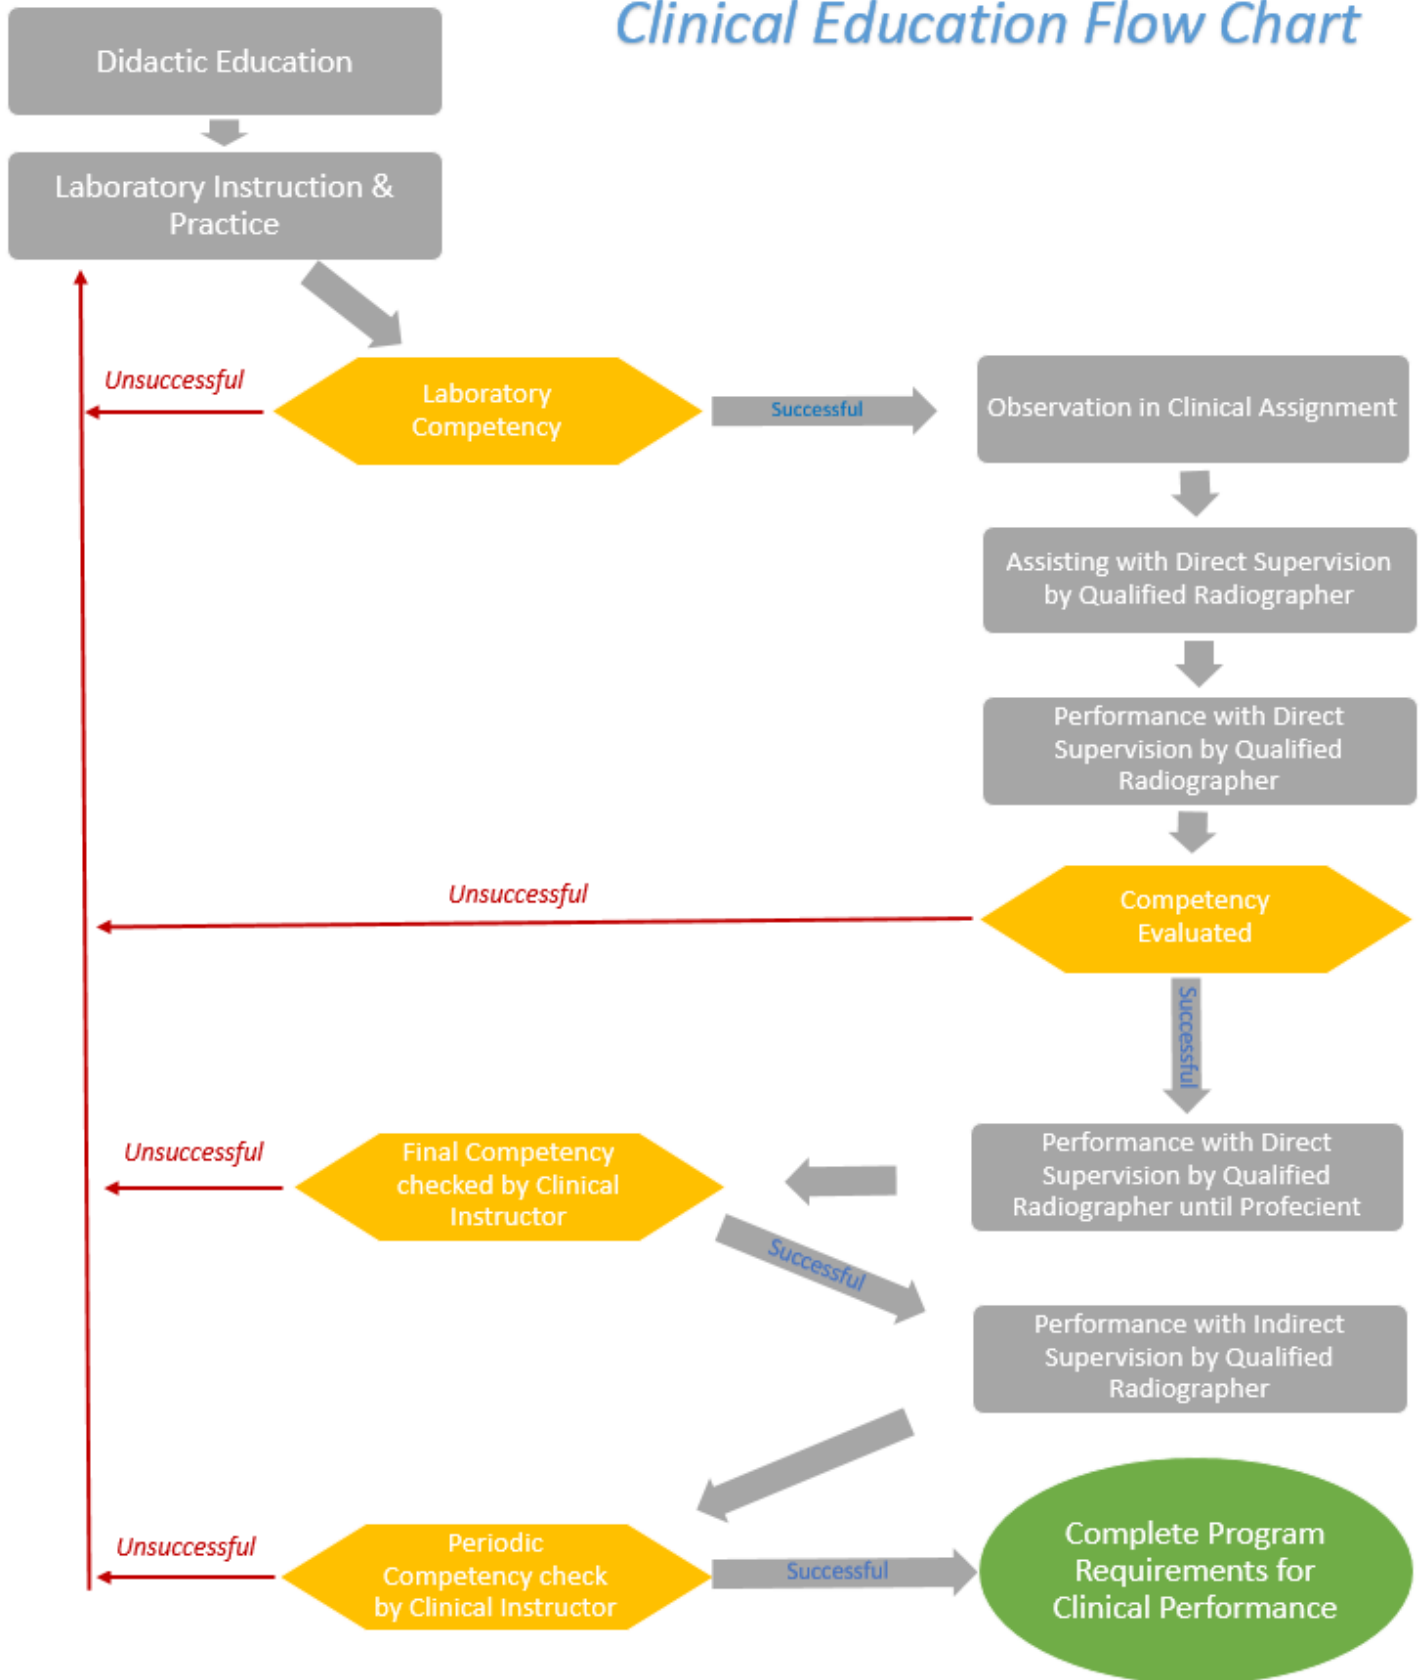 Clinical Education Flow Chart
Didactic Education
Laboratory Instruction &
Practice
Unsuccessful
Laboratory
Competency
Successful
Observation in Clinical Assignment
Assisting with Direct Supervision
by Qualified Radiographer
Performance with Direct
Supervision by Qualified
Radiographer
Unsuccessful
Competency
Evaluated
Successful
Unsuccessful
Final Competency
checked by Clinical
Instructor
Performance with Direct
Supervision by Qualified
Radiographer until Profecient
Successful
Performance with Indirect
Supervision by Qualified
Radiographer
Unsuccessful
Periodic
Competency check
by Clinical Instructor
Successful
Complete Program
Requirements for
Clinical Performance